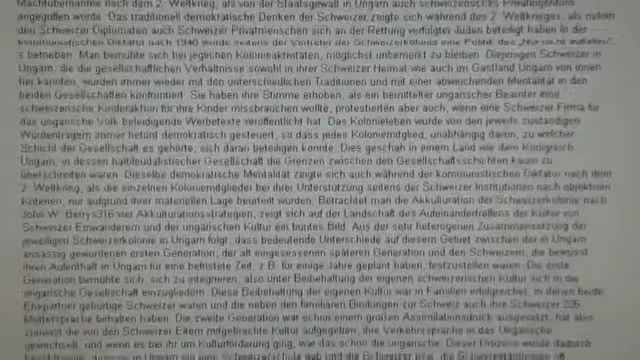 Machtübernahme nach dem 2. Weltkrieg, als von der Staatsgewalt in Ungarn auch schweizerisches Privateigentum
angegriffen wurde. Das traditionell demokratische Denken der Schweizer zeigte sich während des 2. Weltkrieges, als neben
den Schweizer Diplomaten auch Schweizer Privatmenschen sich an der Rettung verfolgter Juden beteiligt haben. In der
kommunistischen Diktatur nach 1948 wurde seitens der Vertreter der Schweizerkolonie eine Politik des „Nur nicht auffallen“
betrieben. Man bemühte sich bei jeglichen Kolonieaktivitäten, möglichst unbemerkt zu bleiben. Diejenigen Schweizer in
Ungarn, die die gesellschaftlichen Verhältnisse sowohl in ihrer Schweizer Heimat wie auch im Gastland Ungarn von innen
her kannten, wurden immer wieder mit den unterschiedlichen Traditionen und mit einer abweichenden Mentalität in den
beiden Gesellschaften konfrontiert. Sie haben ihre Stimme erhoben, als ein bemittelter ungarischer Beamter eine
schweizerische Kinderaktion für ihre Kinder missbrauchen wollte, protestierten aber auch, wenn eine Schweizer Firma für
das ungarische Volk beleidigende Werbetexte veröffentlicht hat. Das Kolonieleben wurde von den jeweils zuständigen
Würdenträgern immer betont demokratisch gesteuert, so dass jedes Koloniemitglied, unabhängig davon, zu welcher
Schicht der Gesellschaft es gehörte, sich daran beteiligen konnte. Dies geschah in einem Land wie dem Königreich
Ungarn, in dessen halbfeudalistischer Gesellschaft die Grenzen zwischen den Gesellschaftsschichten kaum zu
überschreiten waren. Dieselbe demokratische Mentalität zeigte sich auch während der kommunistischen Diktatur nach dem
2. Weltkrieg, als die einzelnen Koloniemitglieder bei ihrer Unterstützung seitens der Schweizer Institutionen nach objektiven
Kriterien, nur aufgrund ihrer materiellen Lage beurteilt wurden. Betrachtet man die Akkulturation der Schweizerkolonie nach
John W. Berrys316 vier Akkulturationsstrategien, zeigt sich auf der Landschaft des Aufeinandertreffens der Kultur von
Schweizer Einwanderern und der ungarischen Kultur ein buntes Bild. Aus der sehr heterogenen Zusammensetzung der
jeweiligen Schweizerkolonie in Ungarn folgt, dass bedeutende Unterschiede auf diesem Gebiet zwischen der in Ungarn
ansässig gewordenen ersten Generation, der alt eingesessenen späteren Generation und den Schweizern, die bewusst
ihren Aufenthalt in Ungarn für eine befristete Zeit, z.B. für einige Jahre geplant haben, festzustellen waren. Die erste
Generation bemühte sich, sich zu integrieren, also unter Beibehaltung der eigenen schweizerischen Kultur sich in die
ungarische Gesellschaft einzugliedern. Diese Beibehaltung der eigenen Kultur war in Familien erfolgreicher, in denen beide
Ehepartner gebürtige Schweizer waren und die neben den familiären Bindungen zur Schweiz auch ihre Schweizer
Muttersprache behalten haben. Die zweite Generation war schon einem großen Assimilationsdruck ausgesetzt, hat also
zumeist die von den Schweizer Eltern mitgebrachte Kultur aufgegeben, ihre Verkehrssprache in das Ungarische
gewechselt, und wenn es bei ihr um Kulturförderung ging, war das schon die ungarische. Dieser Prozess wurde dadurch
dass es in Ungarn nie eine Schweizerschule gab und die Schweizer bzw. die